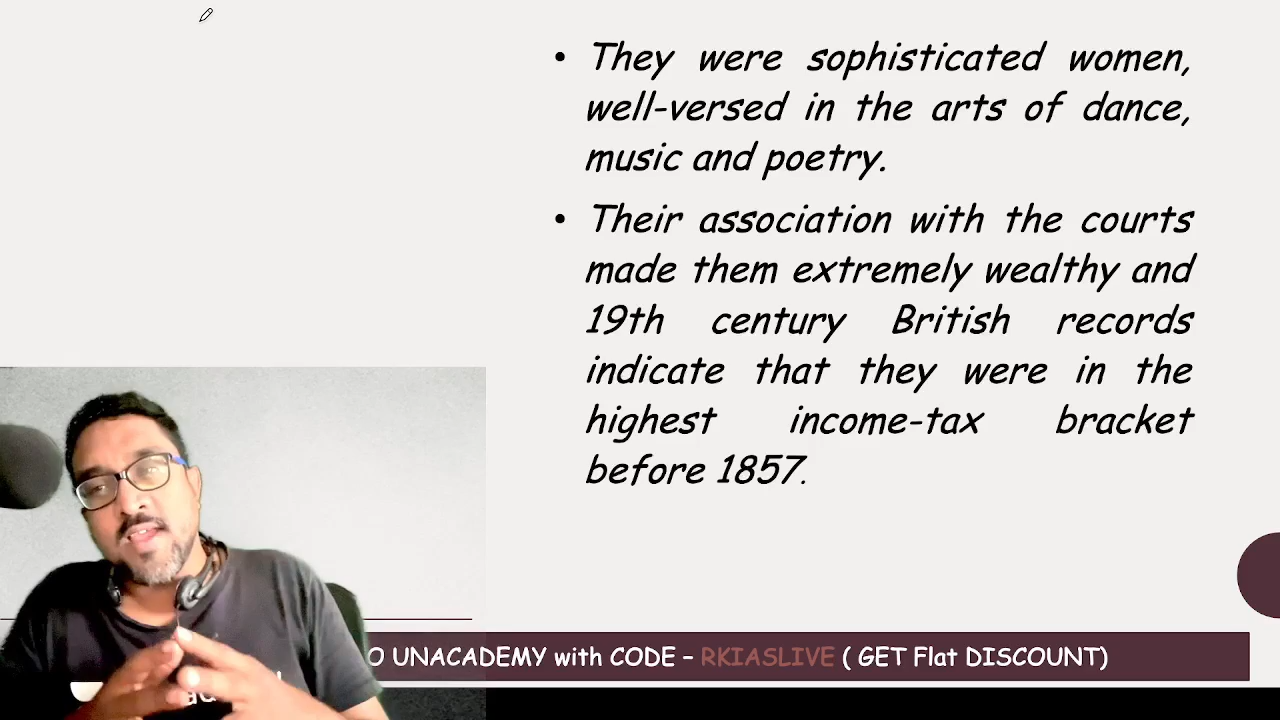 • They were sophisticated women,
well-versed in the arts of dance,
music and poetry.
• Their association with the courts
made them extremely wealthy and
19th century British records
indicate that they were in the
highest income-tax bracket
before 1857.
O UNACADEMY with CODE – RKIASLIVE ( GET Flat DISCOUNT)